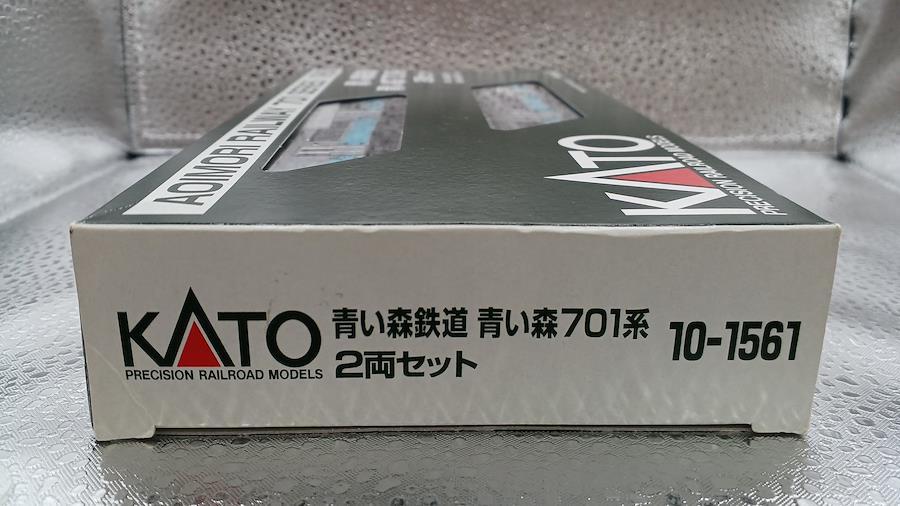 AOIMORI RAILWAY
KATO
PRECISION RAILROAD MODELS
KATO
PRECISION RAILROAD MODELS
青い森鉄道 青い森701系
2両セット
10-1561